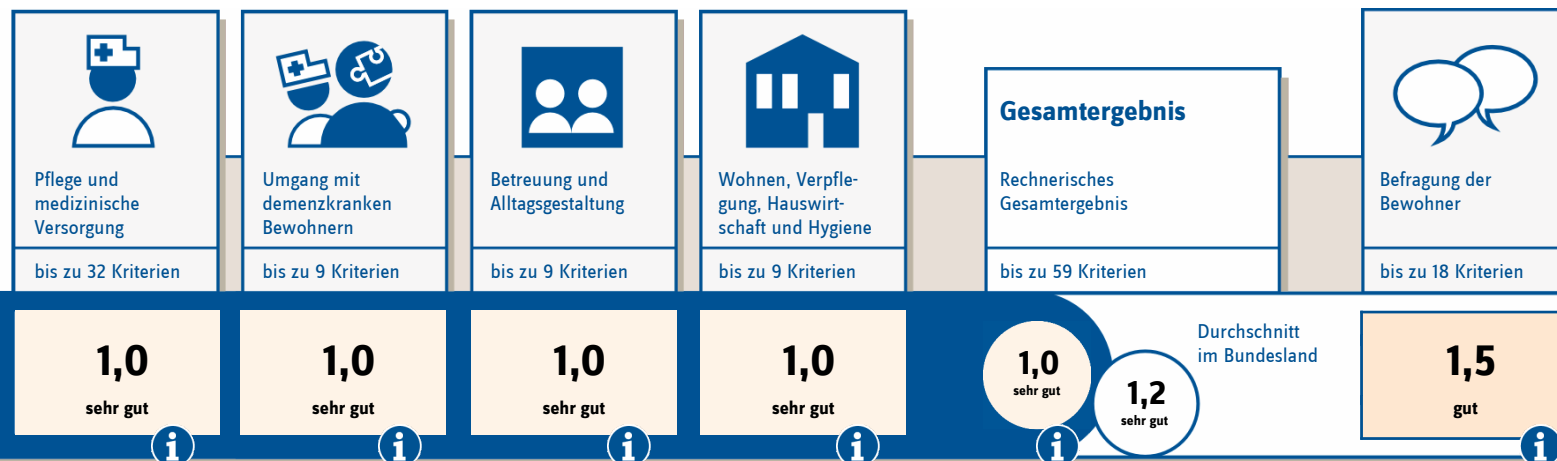 Pflege und
medizinische
Versorgung
bis zu 32 Kriterien
1,0
sehr gut
i
Umgang mit
demenzkranken
Bewohnern
bis zu 9 Kriterien
1,0
sehr gut
i
Betreuung und
Alltagsgestaltung
bis zu 9 Kriterien
1,0
sehr gut
i
Wohnen, Verpfle-
gung, Hauswirt-
schaft und Hygiene
bis zu 9 Kriterien
1,0
sehr gut
i
Gesamtergebnis
Rechnerisches
Gesamtergebnis
bis zu 59 Kriterien
1,0
sehr gut
i
1,2
sehr gut
Durchschnitt
im Bundesland
Befragung der
Bewohner
bis zu 18 Kriterien
1,5
gut
i